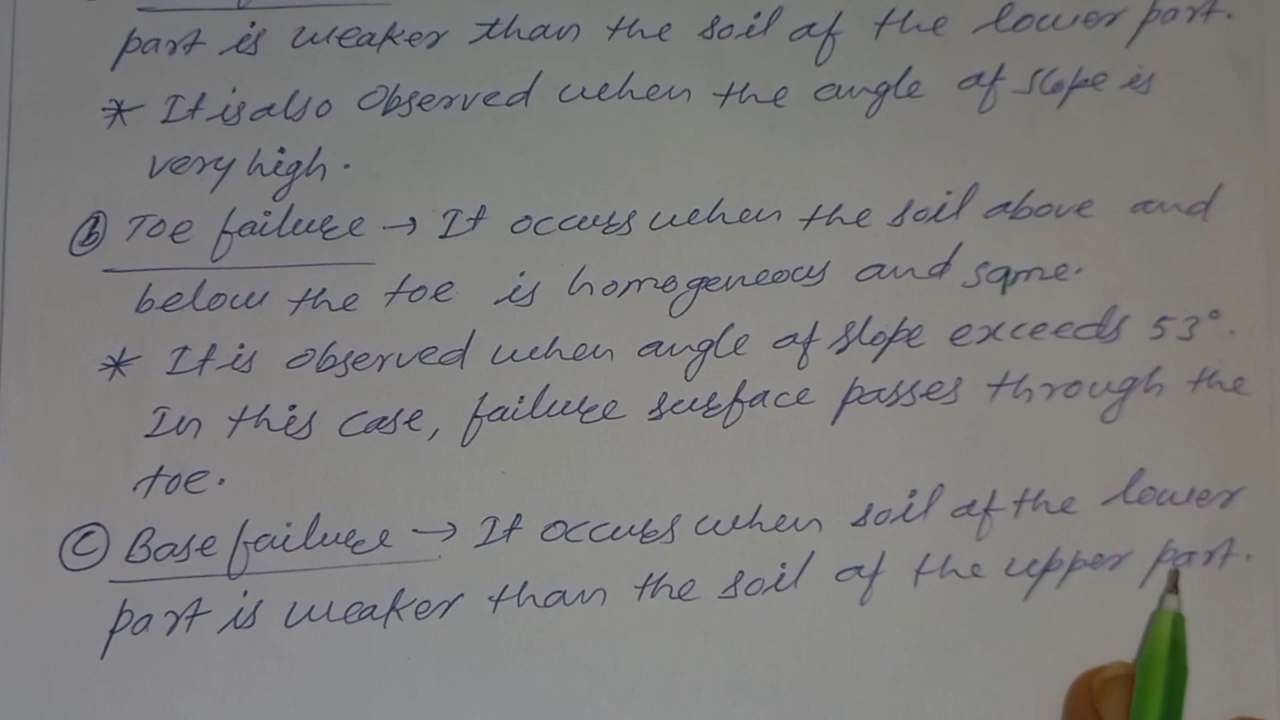 part is weaker than the soil of the lower part.
* It is also observed when the angle of slope is
very high.
(b) Toe failure → It occurs when the soil above and
below the toe is homogeneous and same.
* It is observed when angle of slope exceeds 53°.
In this case, failure surface passes through the
toe.
(c) Base failure → It occurs when soil of the lower
part is weaker than the soil of the upper part.